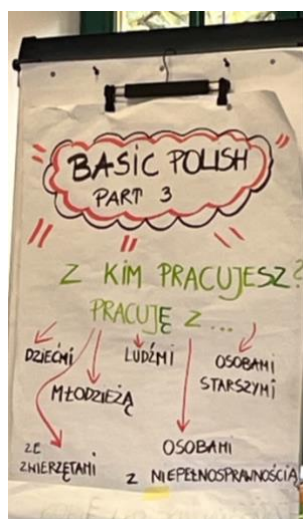 BASIC POLISH
PART 3
Z KIM PRACUJESZ?
PRACUJĘ Z...
DZIEĆMI
LUDŹMI
OSOBAMI
STARSZYMI
MŁODZIEŻĄ
ZE
ZWIERZĘTAMI
OSOBAMI
Z NIEPEŁNOSPRAWNOŚCIĄ